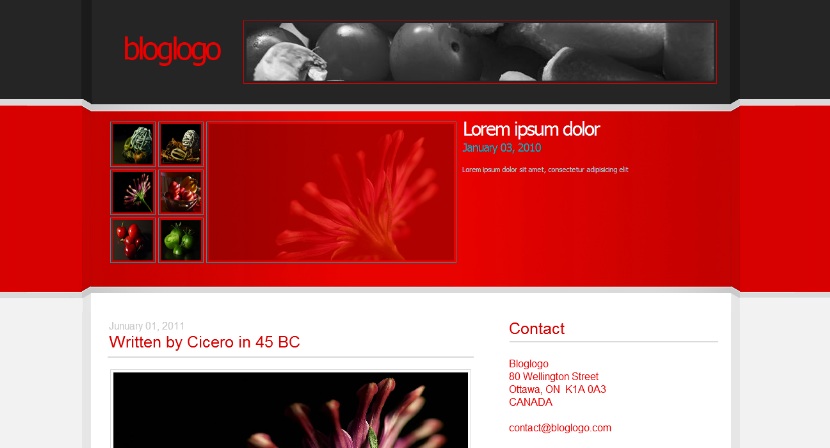 bloglogo
Lorem ipsum dolor
January 03, 2010
Lorem ipsum dolor sit amet, consectetur adipisicing elit
Junuary 01, 2011
Written by Cicero in 45 BC
Contact
Bloglogo
80 Wellington Street
Ottawa, ON K1A 0A3
CANADA
contact@bloglogo.com